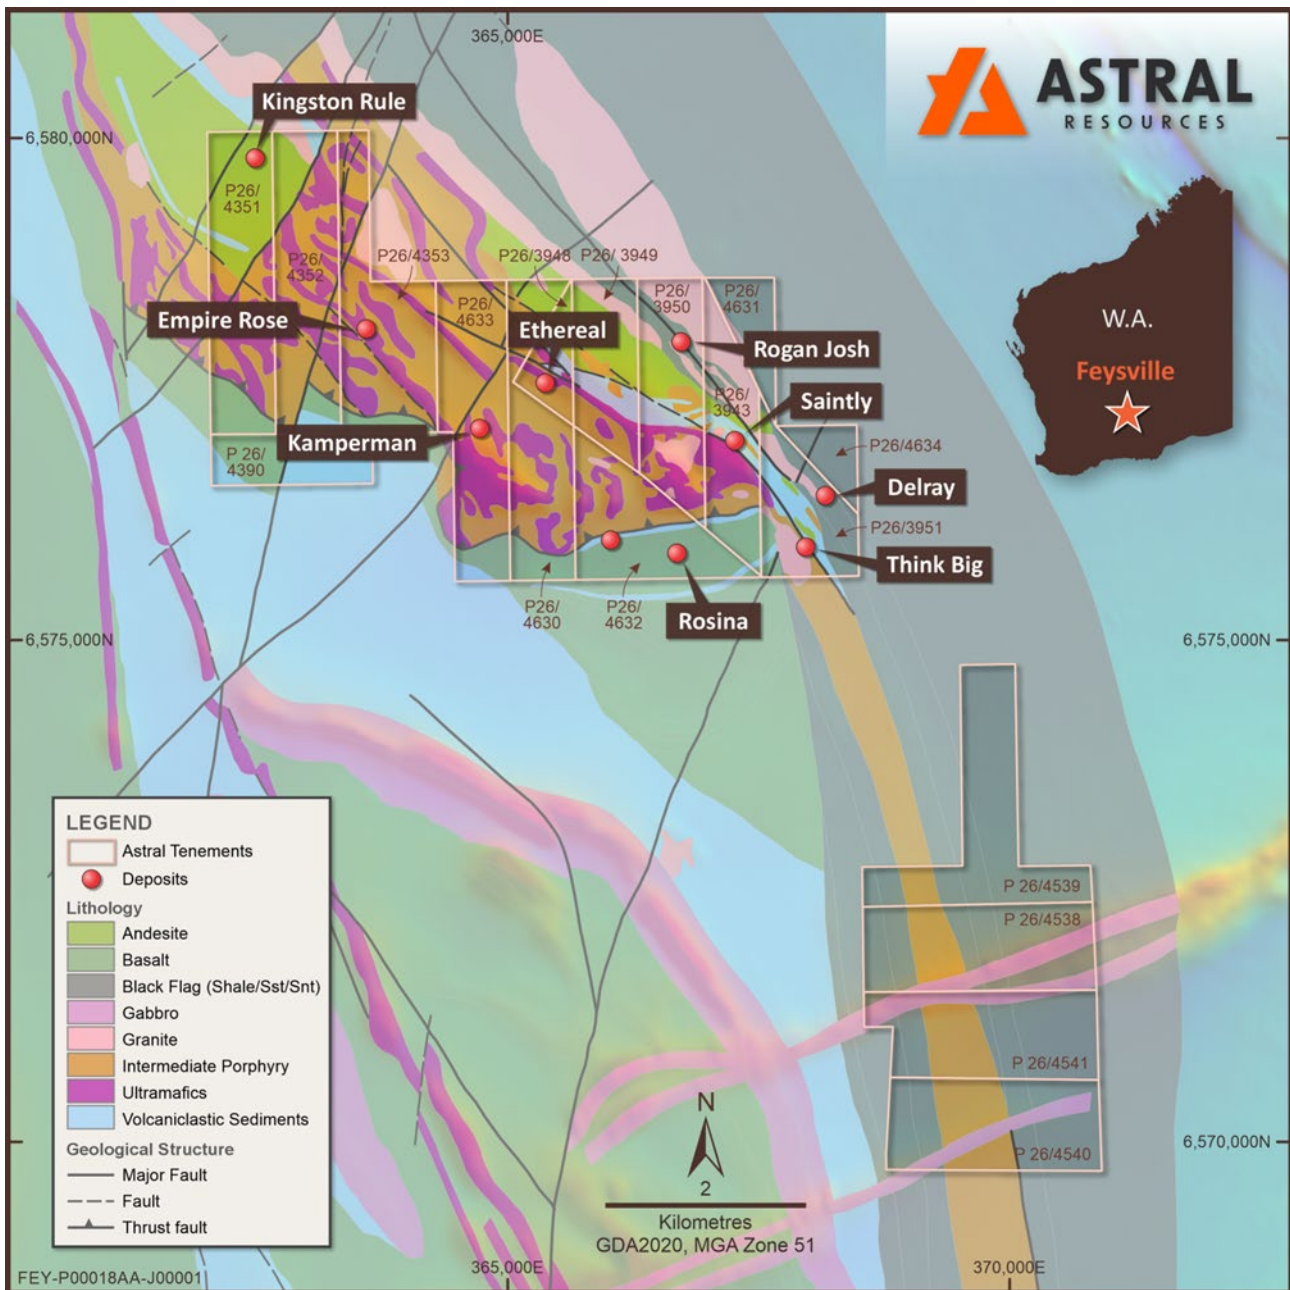 365,000E
ASTRAL
RESOURCES
Kingston Rule
6,580,000N
P26/
4351
P26/
4352
P26/4353
P26/3948
P26/ 3949
P26/
3950
P26/
4631
P26/
4633
Empire Rose
Ethereal
Rogan Josh
W.A.
Feysville
P26/
3943
Saintly
Kamperman
P 26/
4390
P26/4634
Delray
P26/3951
Think Big
P26/
4630
P26/
4632
Rosina
6,575,000N
6,575,000N
LEGEND
Astral Tenements
Deposits
Lithology
Andesite
Basalt
Black Flag (Shale/Sst/Snt)
Gabbro
Granite
Intermediate Porphyry
Ultramafics
Volcaniclastic Sediments
Geological Structure
Major Fault
Fault
Thrust fault
P 26/4539
P 26/4538
P 26/4541
P 26/4540
N
2
Kilometres
GDA2020, MGA Zone 51
6,570,000N
365,000E
370,000E
FEY-P00018AA-J00001